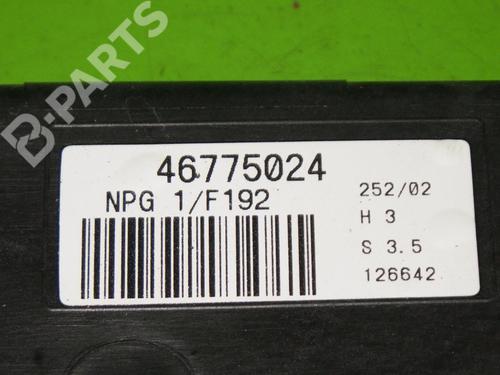 B-PARTS
46775024
NPG 1/F192
252/02
H 3
S 3.5
126642